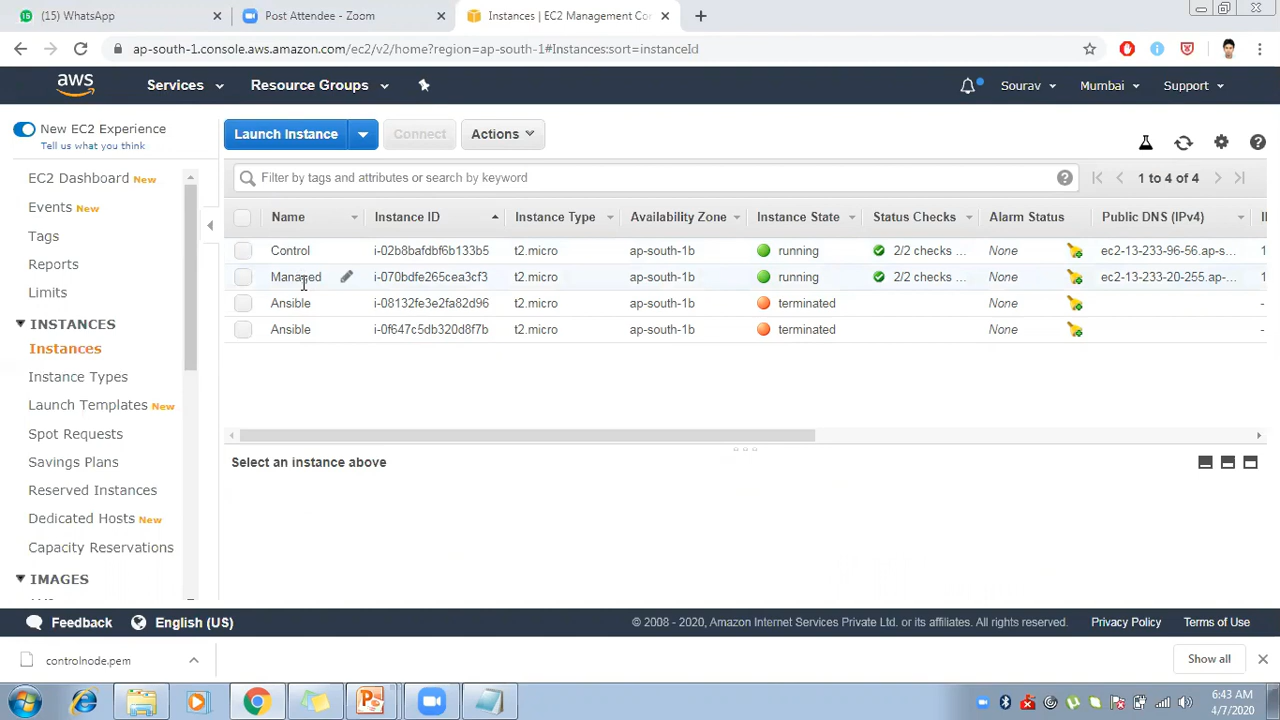 (15) WhatsApp
Post Attendee - Zoom
Instances | EC2 Management Con
ap-south-1.console.aws.amazon.com/ec2/v2/home?region=ap-south-1#Instances:sort=instanceId
aws
Services
Resource Groups
Sourav
Mumbai
Support
New EC2 Experience
Tell us what you think
Launch Instance
Connect
Actions
EC2 Dashboard New
Events New
Tags
Reports
Limits
INSTANCES
Instances
Instance Types
Launch Templates New
Spot Requests
Savings Plans
Reserved Instances
Dedicated Hosts New
Capacity Reservations
IMAGES
Filter by tags and attributes or search by keyword
1 to 4 of 4
Name Instance ID Instance Type Availability Zone Instance State Status Checks Alarm Status Public DNS (IPv4)
Control i-02b8bafdbf6b133b5 t2.micro ap-south-1b running 2/2 checks ... None ec2-13-233-96-56.ap-s...
Managed i-070bdfe265cea3cf3 t2.micro ap-south-1b running 2/2 checks ... None ec2-13-233-20-255.ap-...
Ansible i-08132fe3e2fa82d96 t2.micro ap-south-1b terminated None
Ansible i-0f647c5db320d8f7b t2.micro ap-south-1b terminated None
Select an instance above
Feedback
English (US)
© 2008 - 2020, Amazon Internet Services Private Ltd. or its affiliates. All rights reserved.
Privacy Policy
Terms of Use
controlnode.pem
Show all
6:43 AM
4/7/2020